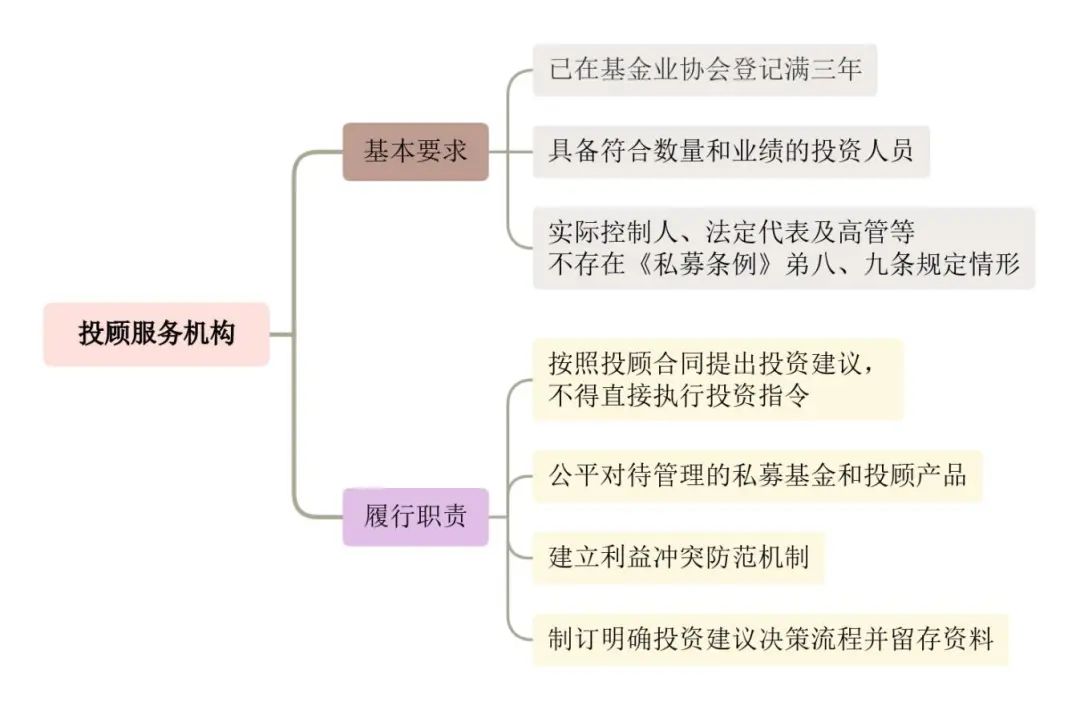 投顾服务机构
基本要求
已在基金业协会登记满三年
具备符合数量和业绩的投资人员
实际控制人、法定代表及高管等
不存在《私募条例》弟八、九条规定情形
履行职责
按照投顾合同提出投资建议，
不得直接执行投资指令
公平对待管理的私募基金和投顾产品
建立利益冲突防范机制
制订明确投资建议决策流程并留存资料